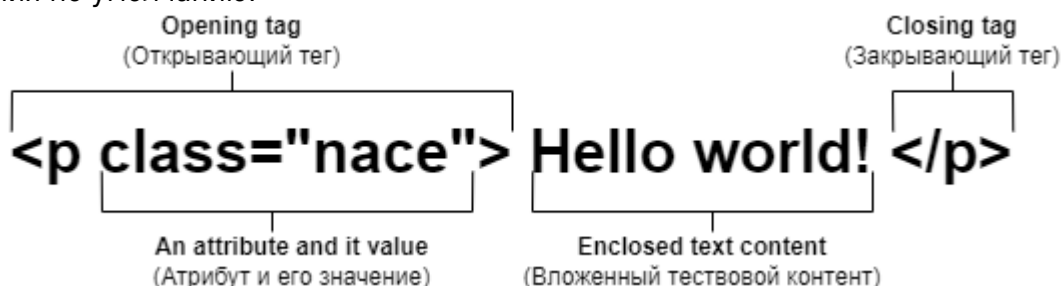 Opening tag
(Открывающий тег)
Closing tag
(Закрывающий тег)
<p class="nace"> Hello world! </p>
An attribute and it value
(Атрибут и его значение)
Enclosed text content
(Вложенный тествовой контент)